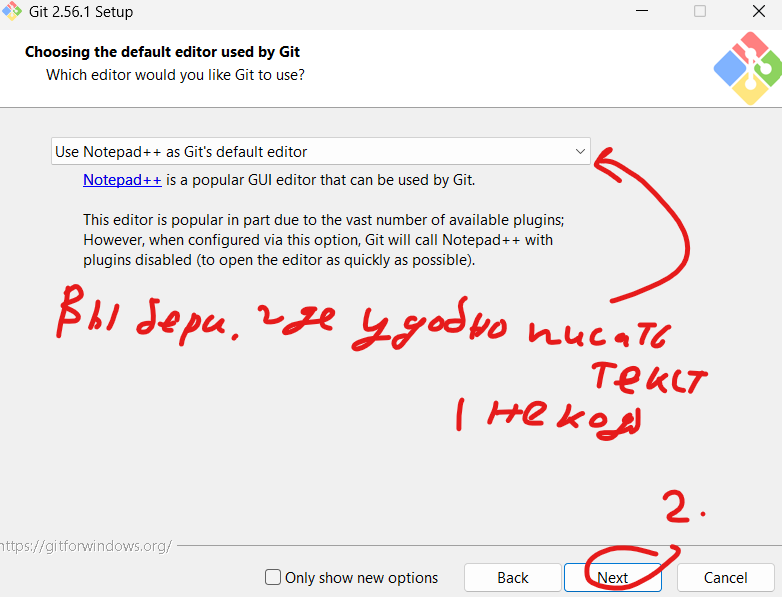 Git 2.56.1 Setup
Choosing the default editor used by Git
Which editor would you like Git to use?
Use Notepad++ as Git's default editor
Notepad++ is a popular GUI editor that can be used by Git.
This editor is popular in part due to the vast number of available plugins;
However, when configured via this option, Git will call Notepad++ with
plugins disabled (to open the editor as quickly as possible).
Выбери, где удобно писать
текст
1 не код
2.
https://gitforwindows.org/
Only show new options
Back
Next
Cancel